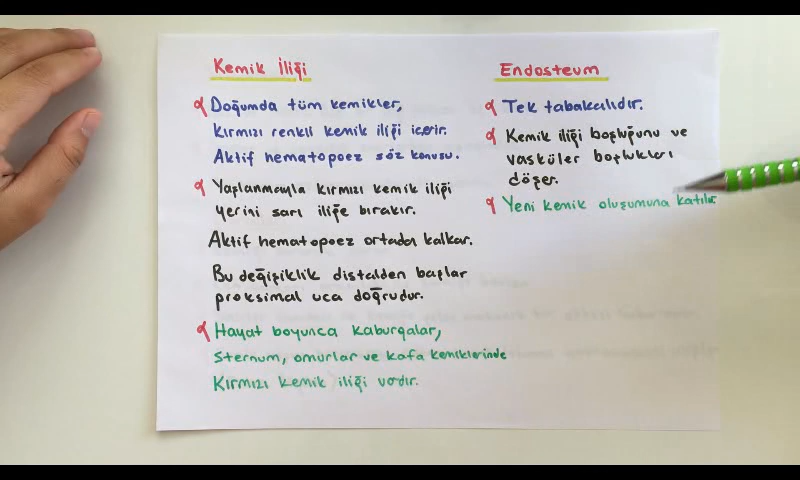 Kemik İliği
Doğumda tüm kemikler,
Kırmızı renkli kemik iliği içerir.
Aktif hematopoez söz konusu.
Yaşlanmayla kırmızı kemik iliği
yerini sarı iliğe bırakır.
Aktif hematopoez ortada kalkar.
Bu değişiklik distalden başlar
proksimal uca doğrudur.
Hayat boyunca kaburgalar,
Sternum, omurlar ve kafa kemiklerinde
Kırmızı kemik iliği vardır.
Endosteum
Tek tabakalıdır.
Kemik iliği boşluğunu ve
vasküler boşlukları
döşer.
Yeni kemik oluşumuna katılır